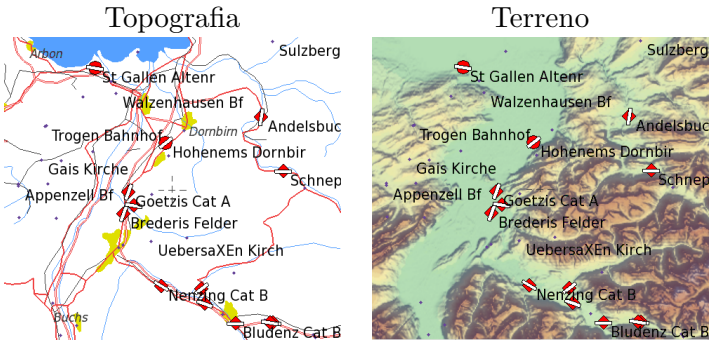 Topografia
Arbon
Sulzberg
St Gallen Altenr
Walzenhausen Bf
Andelsbuc
Dornbirn
Trogen Bahnhof
Hohenems Dornbir
Gais Kirche
Schnep
Appenzell Bf
Goetzis Cat A
Brederis Felder
UebersaXEn Kirch
Nenzing Cat B
Buchs
Bludenz Cat B
Terreno
Sulzberg
St Gallen Altenr
Walzenhausen Bf
Andelsbuc
Trogen Bahnhof
Hohenems Dornbir
Gais Kirche
Schnep
Appenzell Bf
Goetzis Cat A
Brederis Felder
UebersaXEn Kirch
Nenzing Cat B
Bludenz Cat B